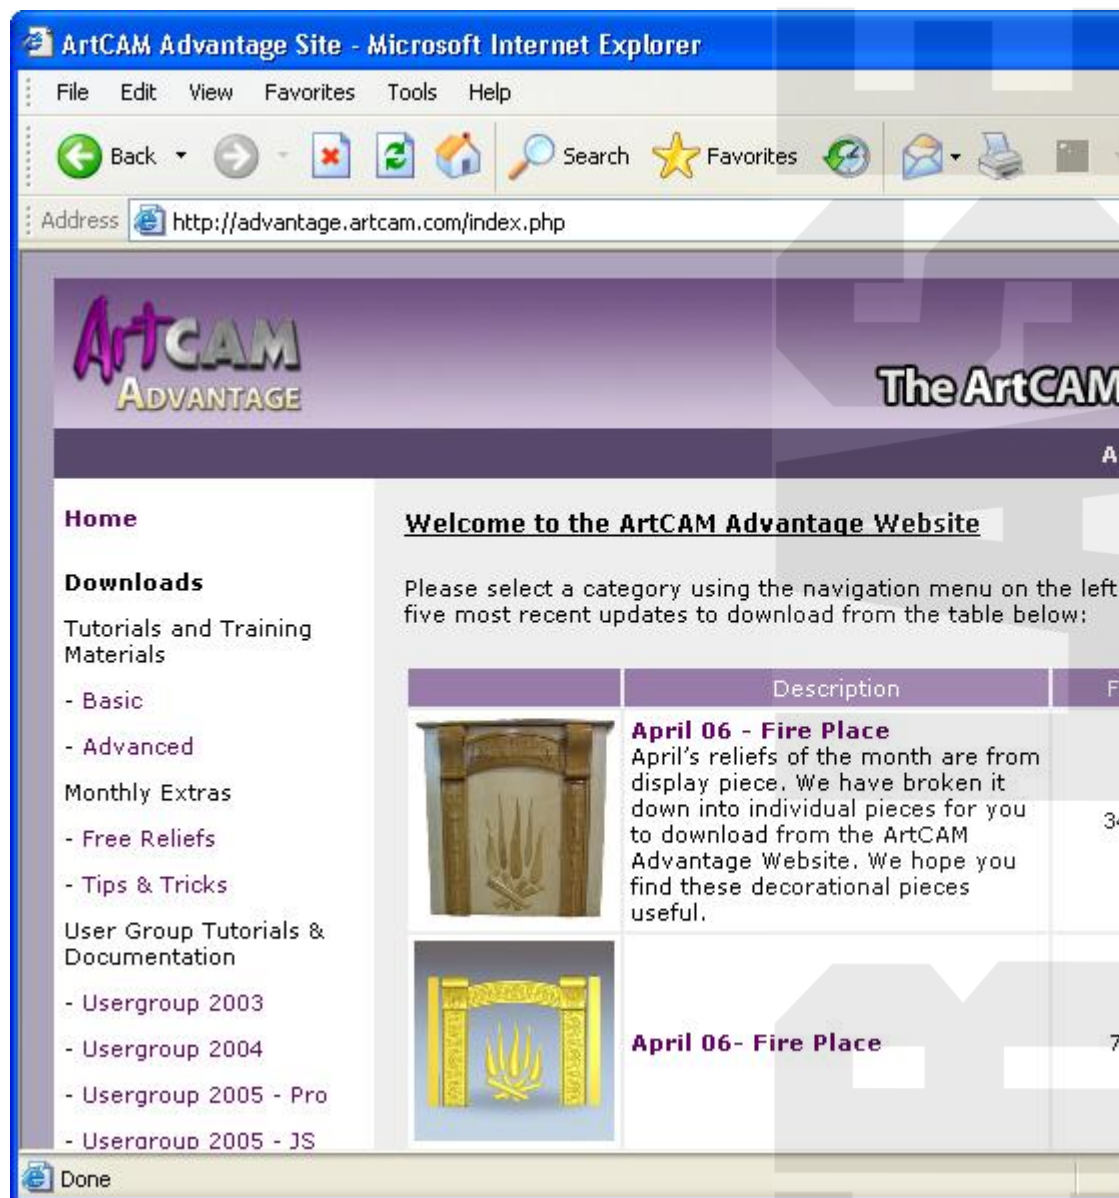 ArtCAM Advantage Site - Microsoft Internet Explorer
File Edit View Favorites Tools Help
Back Search Favorites
Address http://advantage.artcam.com/index.php
ArtCAM
ADVANTAGE
The ArtCAM
A
Home
Downloads
Tutorials and Training
Materials
- Basic
- Advanced
Monthly Extras
- Free Reliefs
- Tips & Tricks
User Group Tutorials &
Documentation
- Usergroup 2003
- Usergroup 2004
- Usergroup 2005 - Pro
- Usergroup 2005 - JS
Welcome to the ArtCAM Advantage Website
Please select a category using the navigation menu on the left
five most recent updates to download from the table below:
Description F
April 06 - Fire Place
April's reliefs of the month are from
display piece. We have broken it
down into individual pieces for you
to download from the ArtCAM
Advantage Website. We hope you
find these decorational pieces
useful.
34
April 06- Fire Place
7
Done